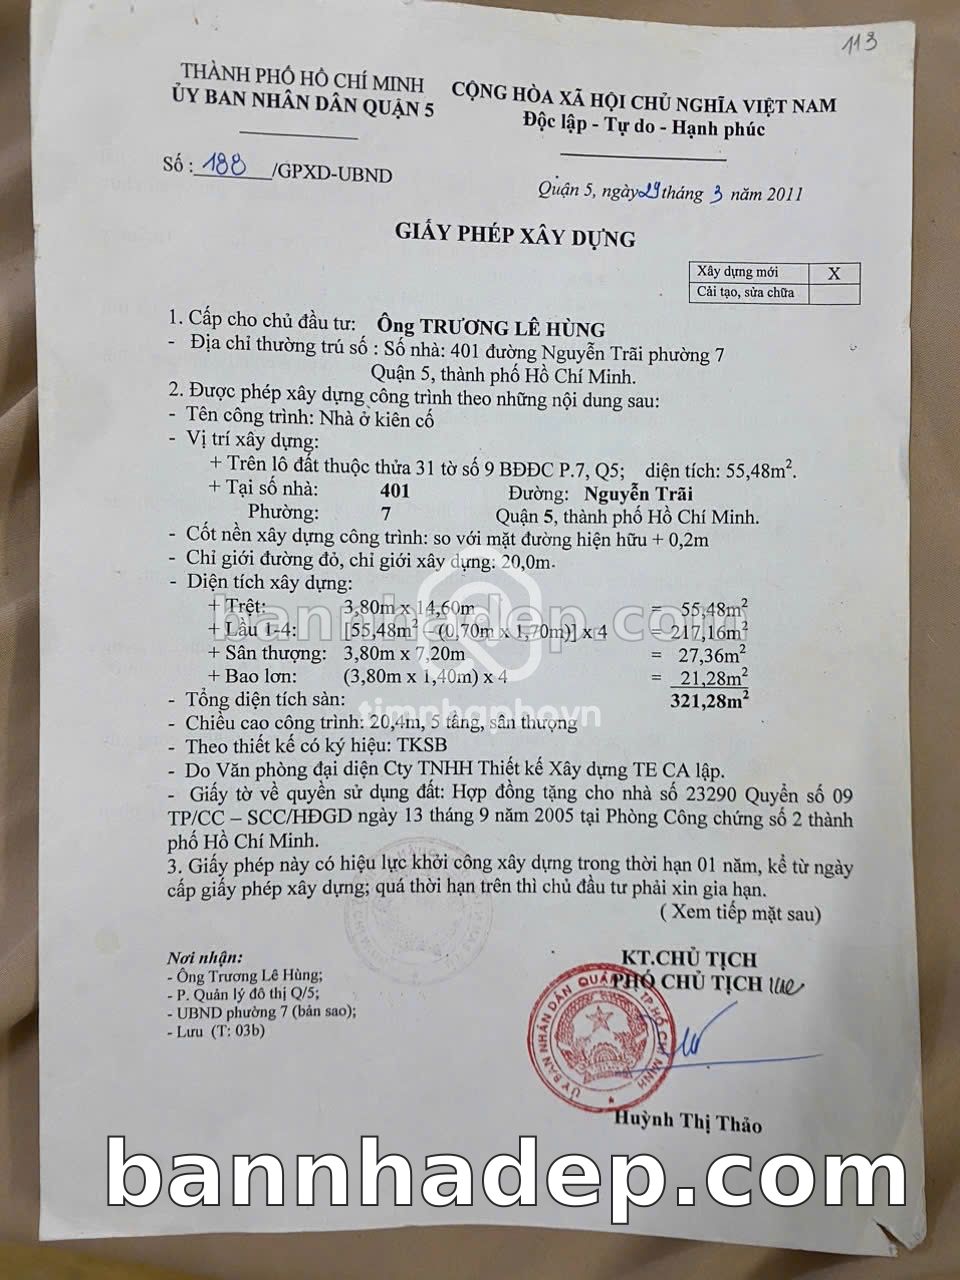 113
THÀNH PHỐ HỒ CHÍ MINH
ỦY BAN NHÂN DÂN QUẬN 5
CỘNG HÒA XÃ HỘI CHỦ NGHĨA VIỆT NAM
Độc lập - Tự do - Hạnh phúc
Số : 188 /GPXD-UBND
Quận 5, ngày 29 tháng 3 năm 2011
GIẤY PHÉP XÂY DỰNG
Xây dựng mới X
Cải tạo, sửa chữa
1. Cấp cho chủ đầu tư: Ông TRƯƠNG LÊ HÙNG
- Địa chỉ thường trú số : Số nhà: 401 đường Nguyễn Trãi phường 7
Quận 5, thành phố Hồ Chí Minh.
2. Được phép xây dựng công trình theo những nội dung sau:
- Tên công trình: Nhà ở kiên cố
- Vị trí xây dựng:
+ Trên lô đất thuộc thửa 31 tờ số 9 BĐĐC P.7, Q5; diện tích: 55,48m².
+ Tại số nhà: 401 Đường: Nguyễn Trãi
Phường: 7 Quận 5, thành phố Hồ Chí Minh.
- Cốt nền xây dựng công trình: so với mặt đường hiện hữu + 0,2m
- Chỉ giới đường đỏ, chỉ giới xây dựng: 20,0m.
- Diện tích xây dựng:
+ Trệt: 3,80m x 14,60m = 55,48m²
bannhadep.com
+ Lầu 1-4: [55,48m² – (0,70m x 1,70m)] x 4 = 217,16m²
+ Sân thượng: 3,80m x 7,20m = 27,36m²
+ Bao lơn: (3,80m x 1,40m) x 4 = 21,28m²
- Tổng diện tích sàn: 321,28m²
timnhapho.vn
- Chiều cao công trình: 20,4m, 5 tầng, sân thượng
- Theo thiết kế có ký hiệu: TKSB
- Do Văn phòng đại diện Cty TNHH Thiết kế Xây dựng TE CA lập.
- Giấy tờ về quyền sử dụng đất: Hợp đồng tặng cho nhà số 23290 Quyển số 09
TP/CC – SCC/HĐGD ngày 13 tháng 9 năm 2005 tại Phòng Công chứng số 2 thành
phố Hồ Chí Minh.
3. Giấy phép này có hiệu lực khởi công xây dựng trong thời hạn 01 năm, kể từ ngày
cấp giấy phép xây dựng; quá thời hạn trên thì chủ đầu tư phải xin gia hạn.
( Xem tiếp mặt sau)
Nơi nhận:
- Ông Trương Lê Hùng;
- P. Quản lý đô thị Q/5;
- UBND phường 7 (bản sao);
- Lưu (T: 03b)
KT.CHỦ TỊCH
PHÓ CHỦ TỊCH
ỦY BAN NHÂN DÂN QUẬN 5 TP. HỒ CHÍ MINH
Huỳnh Thị Thảo
bannhadep.com